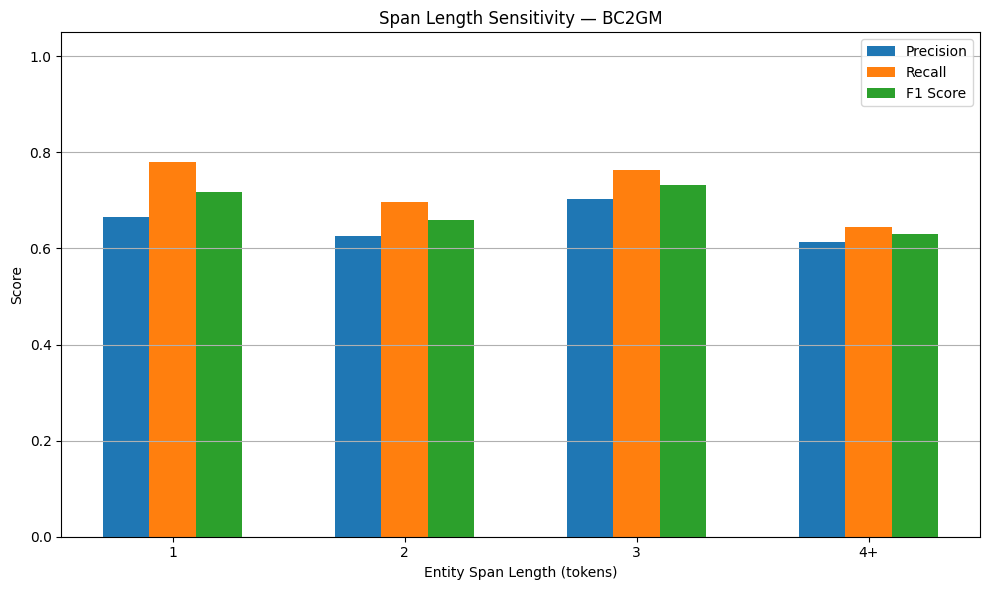 Span Length Sensitivity — BC2GM
Precision
Recall
F1 Score
Score
1.0
0.8
0.6
0.4
0.2
0.0
1
2
3
4+
Entity Span Length (tokens)